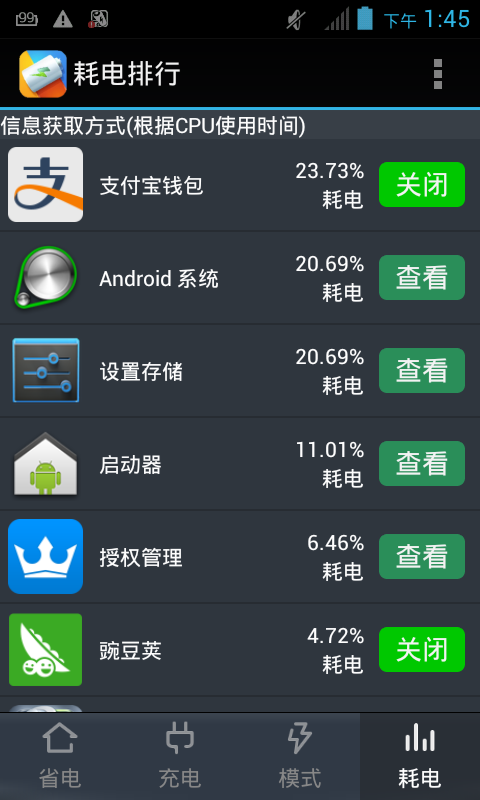 99
下午 1:45
耗电排行
信息获取方式(根据CPU使用时间)
支付宝钱包
23.73%
耗电
关闭
Android 系统
20.69%
耗电
查看
设置存储
20.69%
耗电
查看
启动器
11.01%
耗电
查看
授权管理
6.46%
耗电
查看
豌豆荚
4.72%
耗电
关闭
省电
充电
模式
耗电